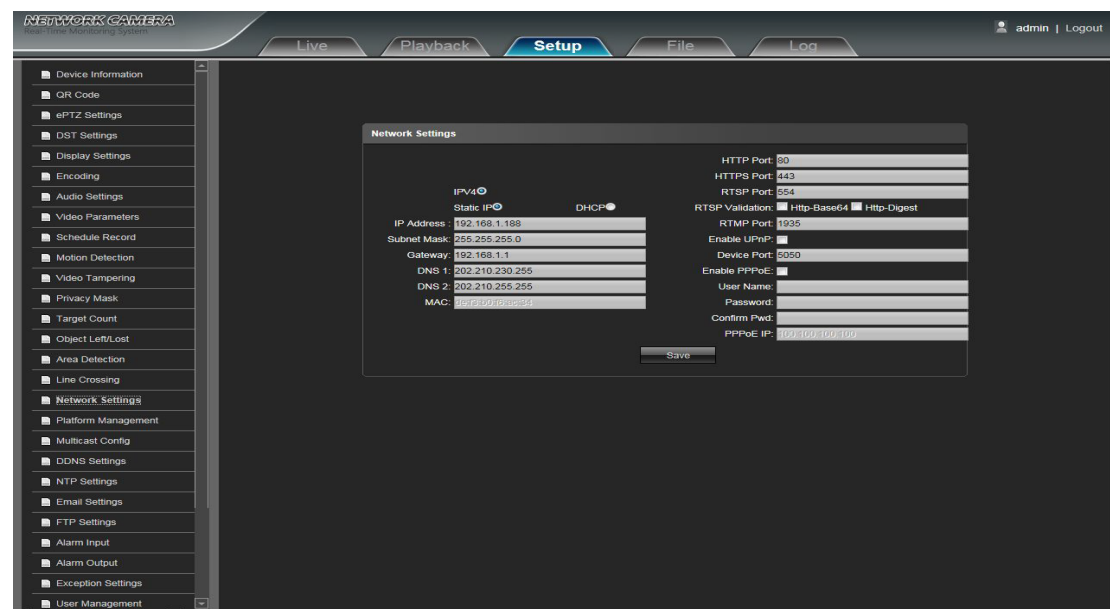 NETWORK CAMERA
Real-Time Monitoring System
admin | Logout
Live Playback Setup File Log
Device Information
QR Code
ePTZ Settings
DST Settings
Display Settings
Encoding
Audio Settings
Video Parameters
Schedule Record
Motion Detection
Video Tampering
Privacy Mask
Target Count
Object Left/Lost
Area Detection
Line Crossing
Network Settings
Platform Management
Multicast Config
DDNS Settings
NTP Settings
Email Settings
FTP Settings
Alarm Input
Alarm Output
Exception Settings
User Management
Network Settings
IPV4
Static IP DHCP
IP Address : 192.168.1.188
Subnet Mask: 255.255.255.0
Gateway: 192.168.1.1
DNS 1: 202.210.230.255
DNS 2: 202.210.255.255
MAC:
HTTP Port: 80
HTTPS Port: 443
RTSP Port: 554
RTSP Validation: Http-Base64 Http-Digest
RTMP Port: 1935
Enable UPnP:
Device Port: 5050
Enable PPPoE:
User Name:
Password:
Confirm Pwd:
PPPoE IP: 100.100.100.100
Save